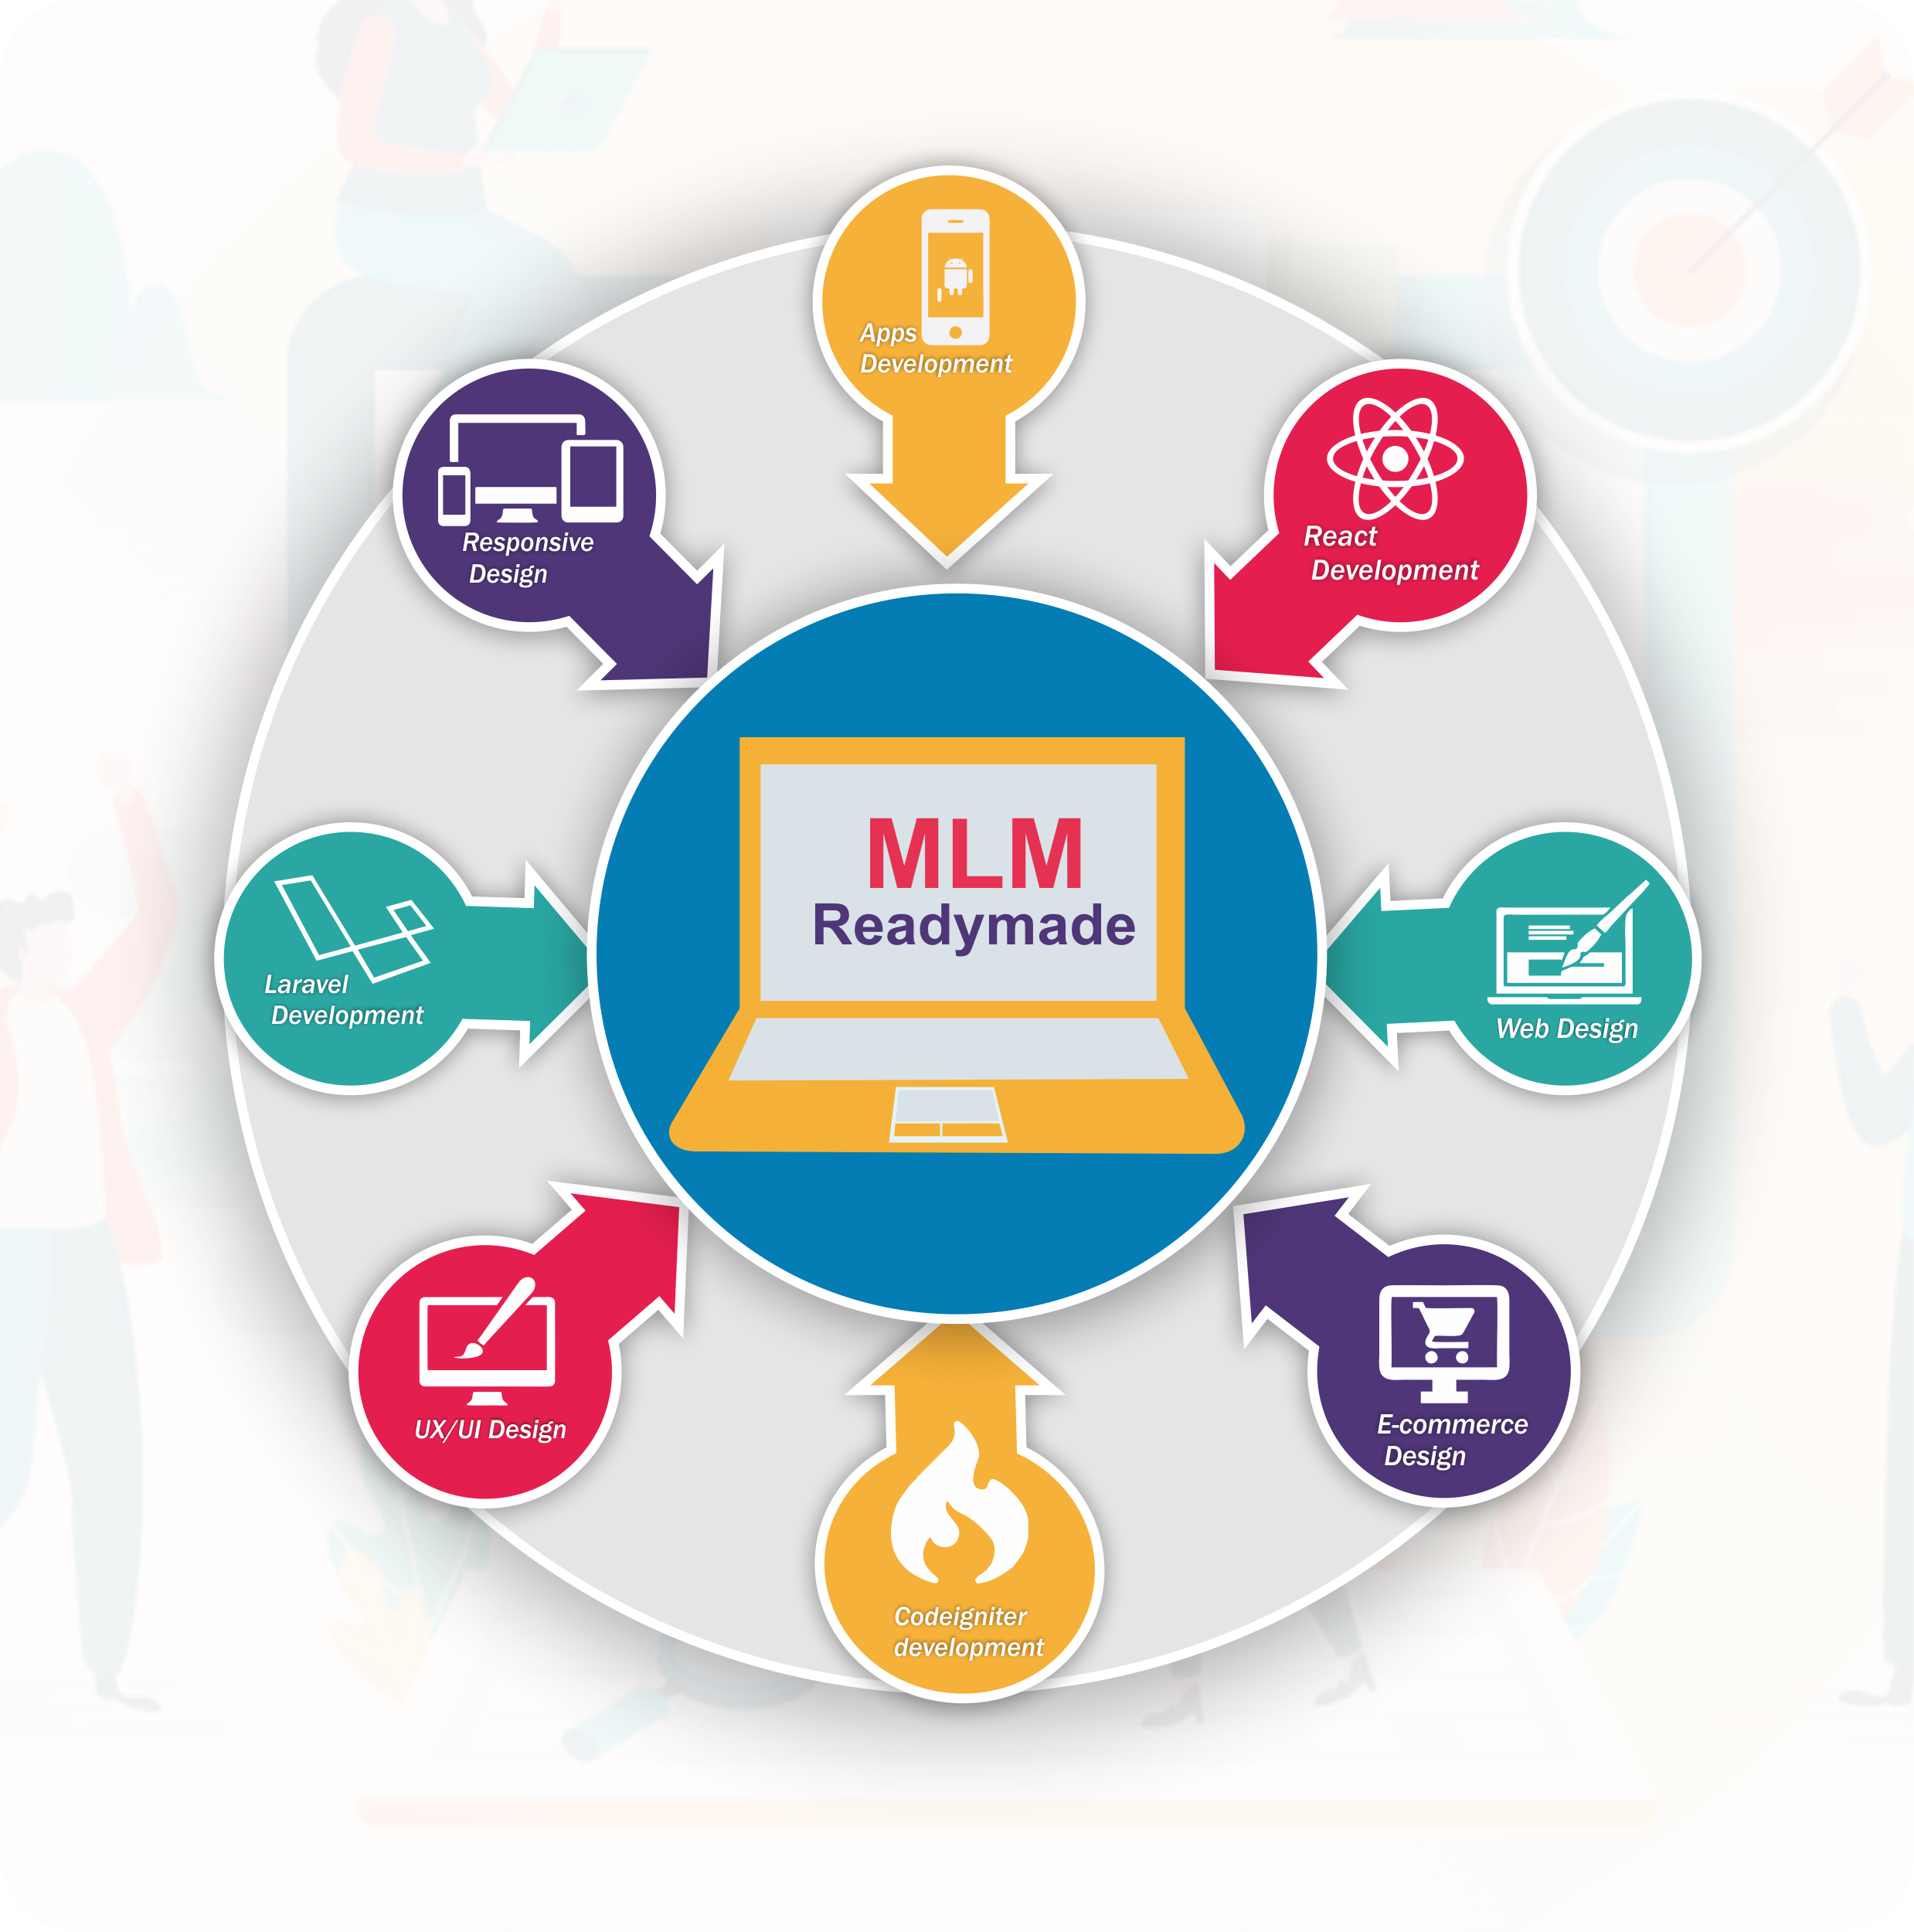 Apps
Development
Responsive
Design
React
Development
MLM
Readymade
Laravel
Development
Web Design
UX/UI Design
E-commerce
Design
Codeigniter
development